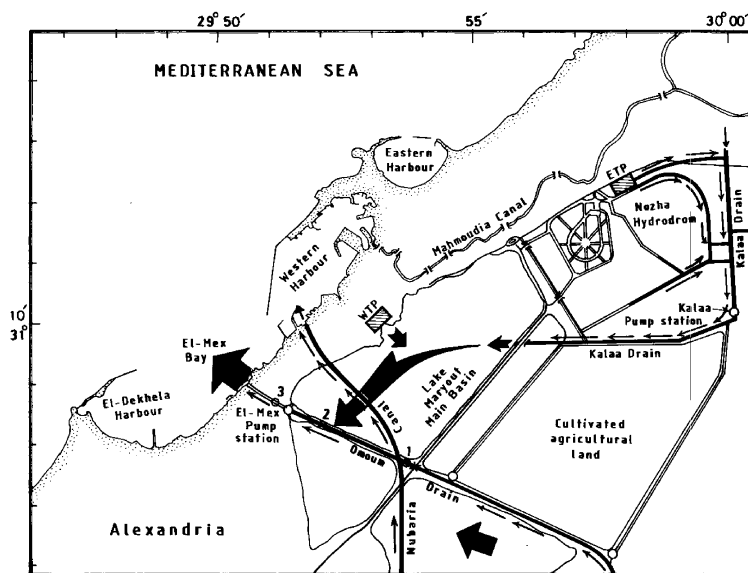 29° 50'
55
30° 00'
MEDITERRANEAN SEA
Eastern
Harbour
ETP
Nozha
Hydrodrom
Kalaa Drain
Mahmoudia Canal
Western
Harbour
10'
31°
WTP
Kalaa
Pump station
El-Mex
Bay
Kalaa Drain
El-Dekhela
Harbour
Lake
Maryout
Main Basin
3
El-Mex
Pump
station
2
Canal
Cultivated
agricultural
land
Omoum
1
Drain
Alexandria
Nubaria